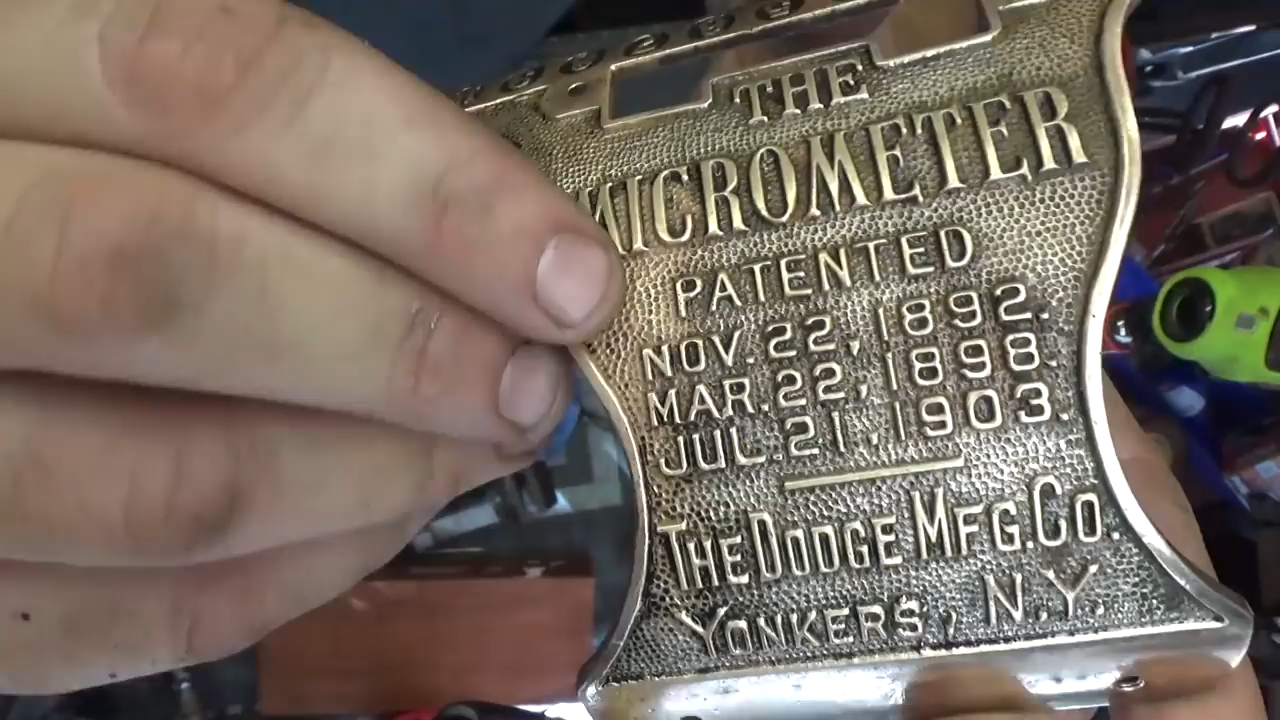 THE
MICROMETER
PATENTED
NOV. 22, 1892.
MAR. 22, 1898.
JUL. 21, 1903.
THE DODGE MFG. CO.
YONKERS, N.Y.